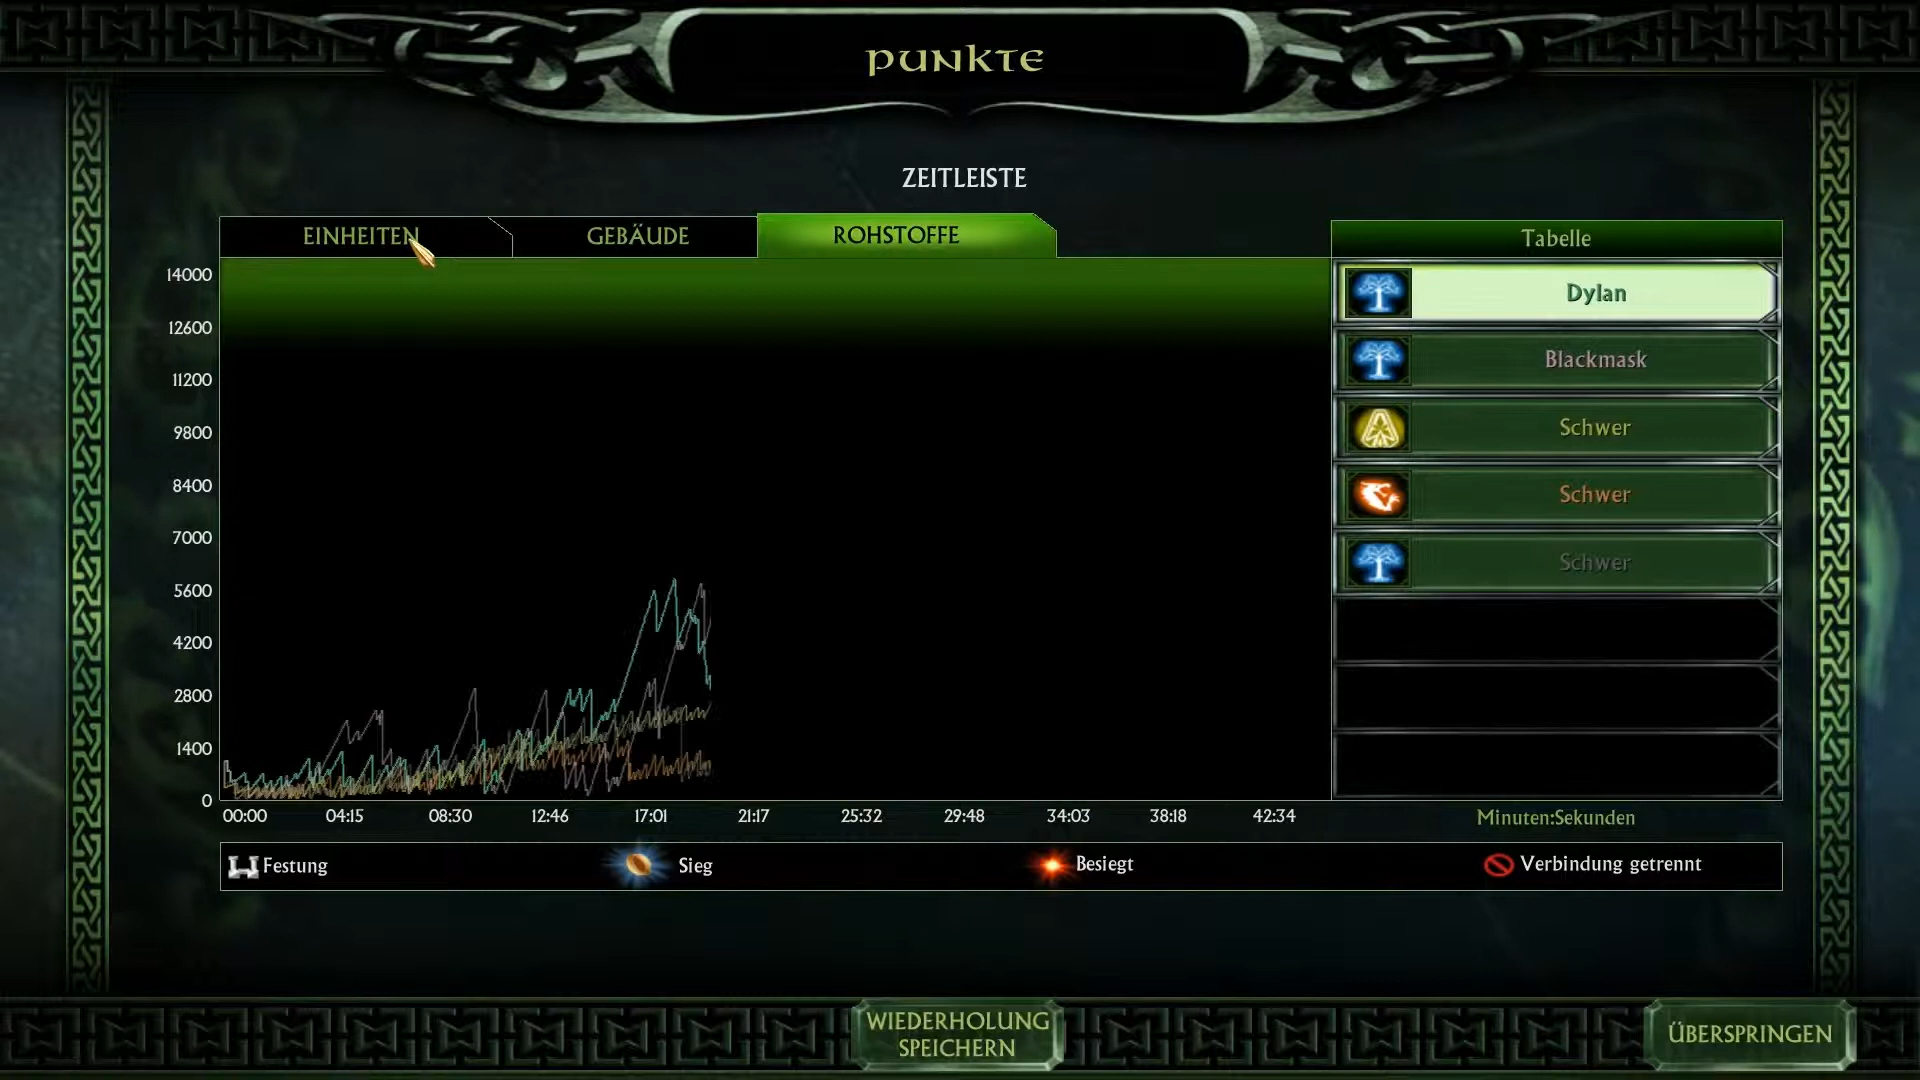 PUNKTE
ZEITLEISTE
EINHEITEN
GEBÄUDE
ROHSTOFFE
Tabelle
14000
12600
11200
9800
8400
7000
5600
4200
2800
1400
0
Dylan
Blackmask
Schwer
Schwer
Schwer
00:00 04:15 08:30 12:46 17:01 21:17 25:32 29:48 34:03 38:18 42:34
Minuten:Sekunden
Festung
Sieg
Besiegt
Verbindung getrennt
WIEDERHOLUNG
SPEICHERN
ÜBERSPRINGEN